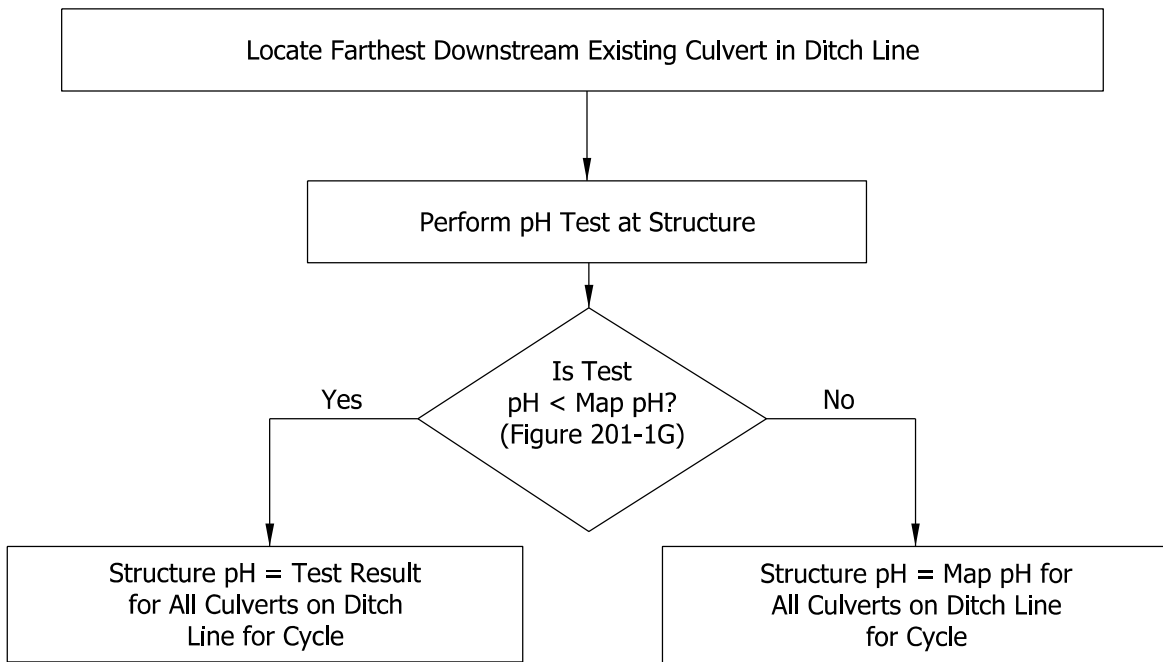 Locate Farthest Downstream Existing Culvert in Ditch Line
Perform pH Test at Structure
Is Test
pH < Map pH?
(Figure 201-1G)
Yes
No
Structure pH = Test Result
for All Culverts on Ditch
Line for Cycle
Structure pH = Map pH for
All Culverts on Ditch Line
for Cycle